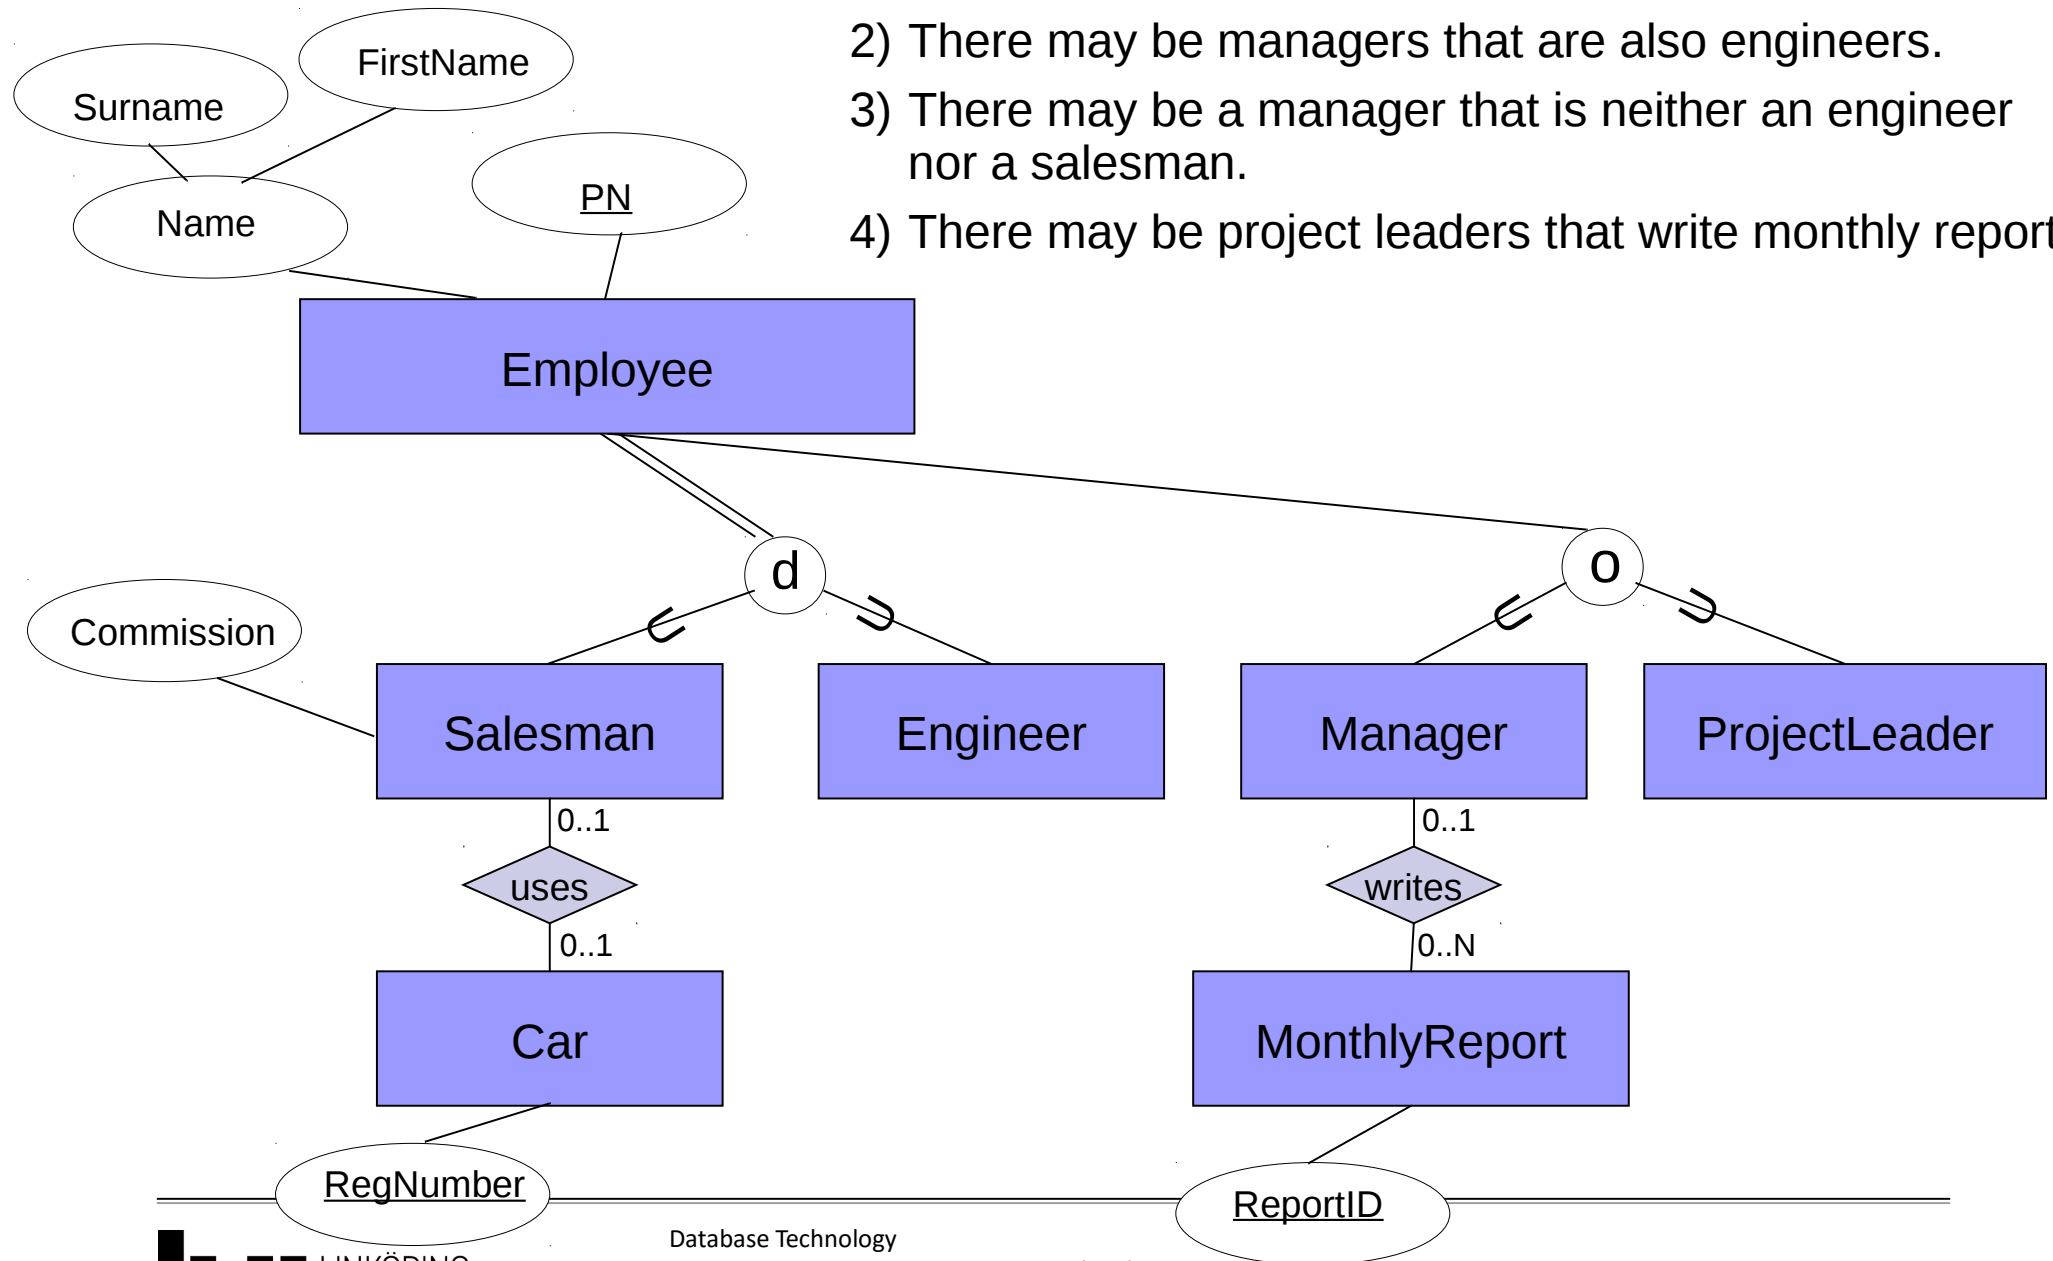 2) There may be managers that are also engineers.
3) There may be a manager that is neither an engineer
nor a salesman.
4) There may be project leaders that write monthly report
FirstName
Surname
PN
Name
Employee
d
o
Commission
Salesman
Engineer
Manager
ProjectLeader
0..1
0..1
uses
writes
0..1
0..N
Car
MonthlyReport
RegNumber
ReportID
Database Technology
LINKÖPING